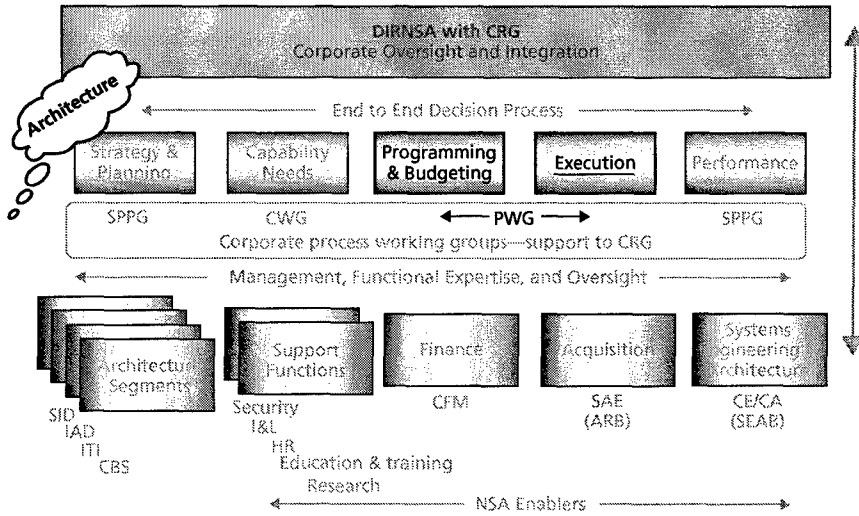 DIRNSA with CRG
Corporate Oversight and Integration
Architecture
End to End Decision Process
Strategy &
Planning
Capability
Needs
Programming
& Budgeting
Execution
Performance
SPPG
CWG
PWG
SPPG
Corporate process working groups—support to CRG
Management, Functional Expertise, and Oversight
Architecture
Segments
Support
Functions
Finance
Acquisition
Systems
Engineering
Architecture
SID
IAD
ITI
CBS
Security
I&L
HR
Education & training
Research
CFM
SAE
(ARB)
CE/CA
(SEAB)
NSA Enablers